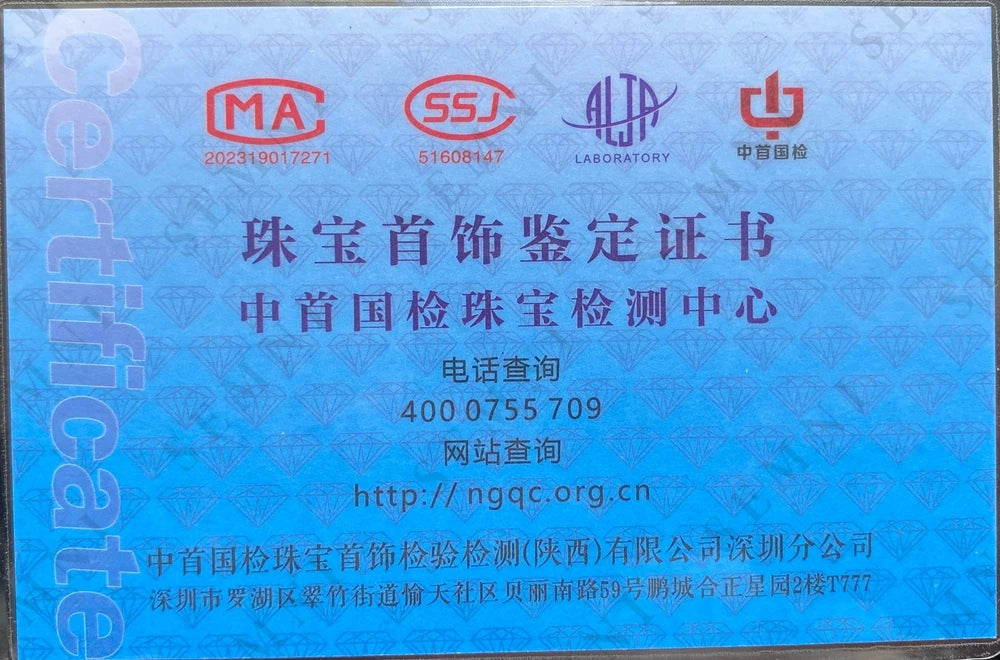 Certificate
MA
202319017271
SSJ
51608147
ALJA
LABORATORY
中首国检
珠宝首饰鉴定证书
中首国检珠宝检测中心
电话查询
400 0755 709
网站查询
http://ngqc.org.cn
中首国检珠宝首饰检验检测(陕西)有限公司深圳分公司
深圳市罗湖区翠竹街道愉天社区贝丽南路59号鹏城合正星园2楼T777